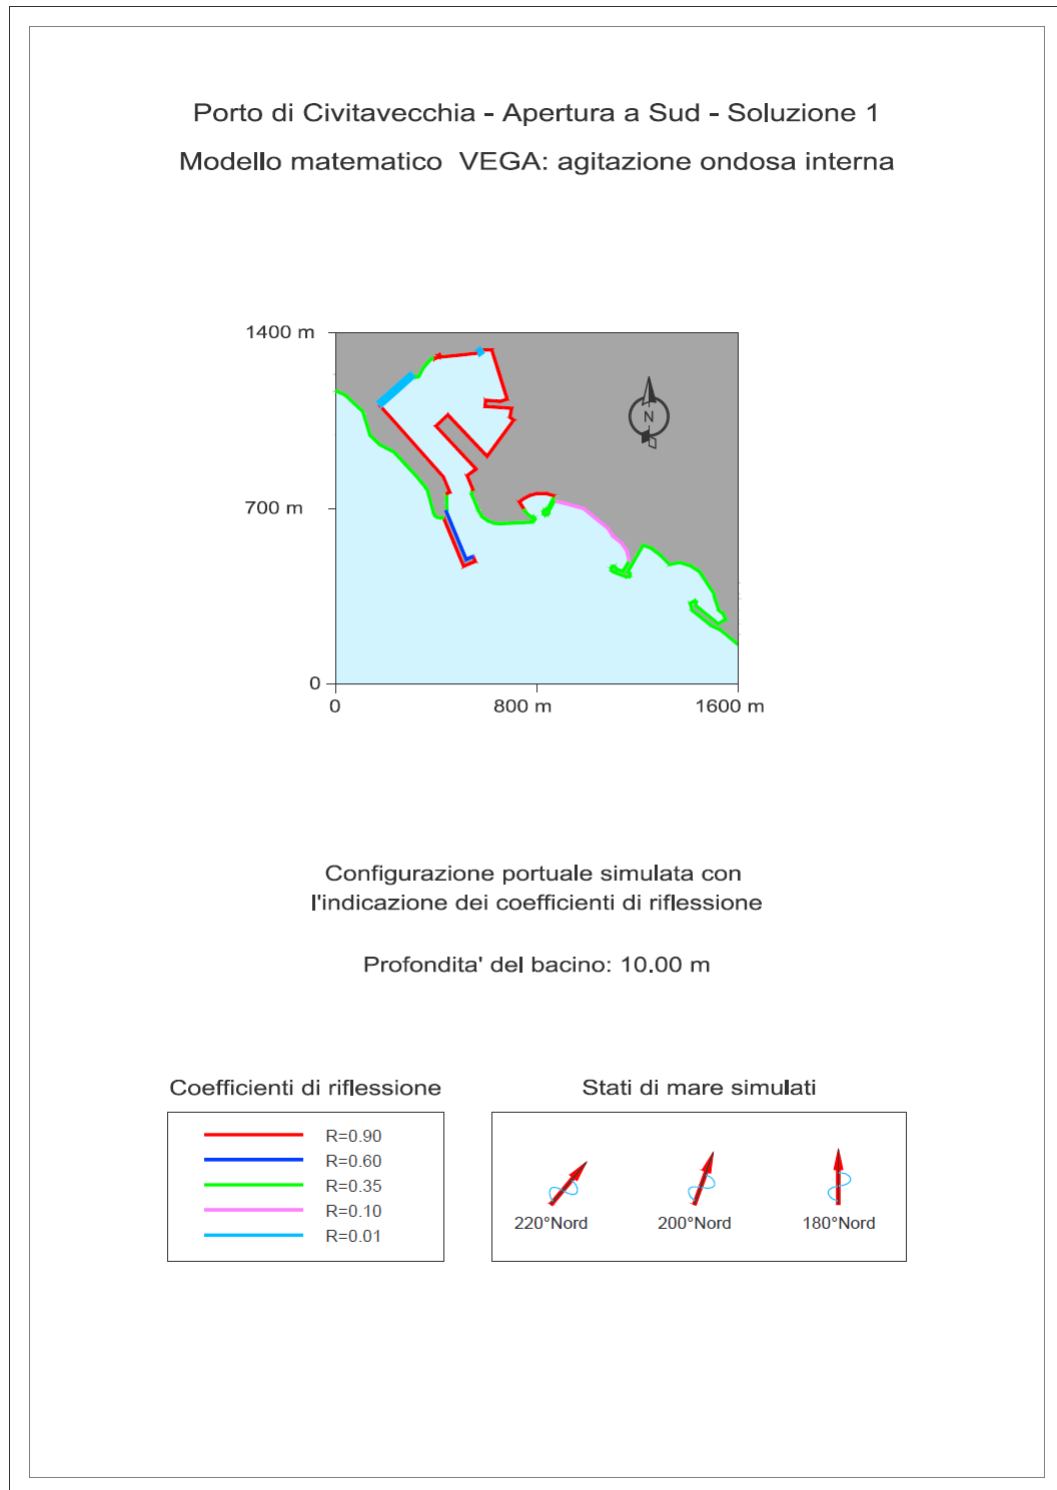 Porto di Civitavecchia - Apertura a Sud - Soluzione 1
Modello matematico VEGA: agitazione ondosa interna
1400 m
N
700 m
0
0
800 m
1600 m
Configurazione portuale simulata con
l'indicazione dei coefficienti di riflessione
Profondita' del bacino: 10.00 m
Coefficienti di riflessione
R=0.90
R=0.60
R=0.35
R=0.10
R=0.01
Stati di mare simulati
220°Nord
200°Nord
180°Nord